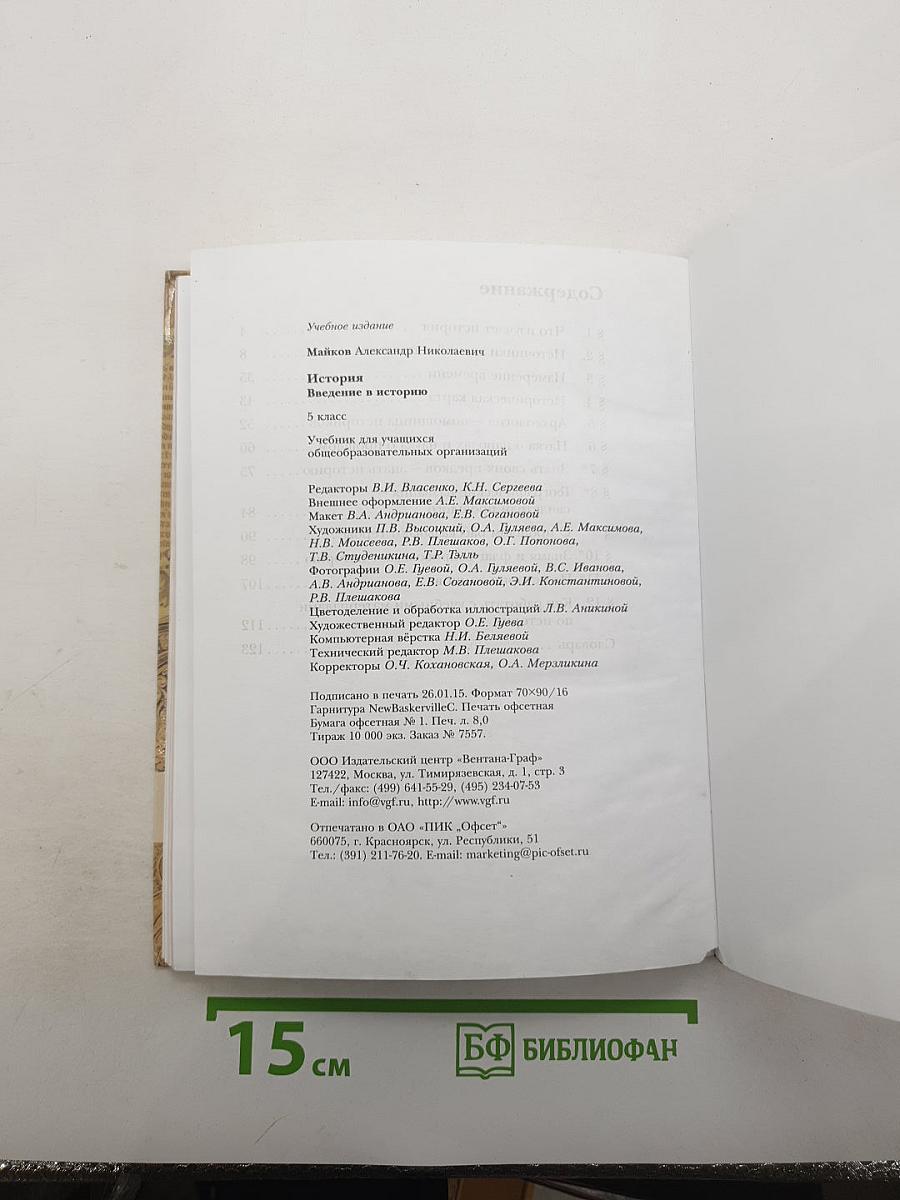 Учебное издание
Майков Александр Николаевич
История
Введение в историю
5 класс
Учебник для учащихся
общеобразовательных организаций
Редакторы В.И. Власенко, К.Н. Сергеева
Внешнее оформление А.Е. Максимовой
Макет В.А. Андрианова, Е.В. Согановой
Художники П.В. Высоцкий, О.А. Гуляева, А.Е. Максимова,
Н.В. Моисеева, Р.В. Плешаков, О.Г. Попонова,
Т.В. Студеникина, Т.Р. Тэлль
Фотографии О.Е. Гуевой, О.А. Гуляевой, В.С. Иванова,
А.В. Андрианова, Е.В. Согановой, Э.И. Константиновой,
Р.В. Плешакова
Цветоделение и обработка иллюстраций Л.В. Аникиной
Художественный редактор О.Е. Гуева
Компьютерная вёрстка Н.И. Беляевой
Технический редактор М.В. Плешакова
Корректоры О.Ч. Кохановская, О.А. Мерзликина
Подписано в печать 26.01.15. Формат 70×90/16
Гарнитура NewBaskervilleC. Печать офсетная
Бумага офсетная № 1. Печ. л. 8,0
Тираж 10 000 экз. Заказ № 7557.
ООО Издательский центр «Вентана-Граф»
127422, Москва, ул. Тимирязевская, д. 1, стр. 3
Тел./факс: (499) 641-55-29, (495) 234-07-53
E-mail: info@vgf.ru, http://www.vgf.ru
Отпечатано в ОАО «ПИК „Офсет“»
660075, г. Красноярск, ул. Республики, 51
Тел.: (391) 211-76-20. E-mail: marketing@pic-ofset.ru
15 см
БФ БИБЛИОФАН